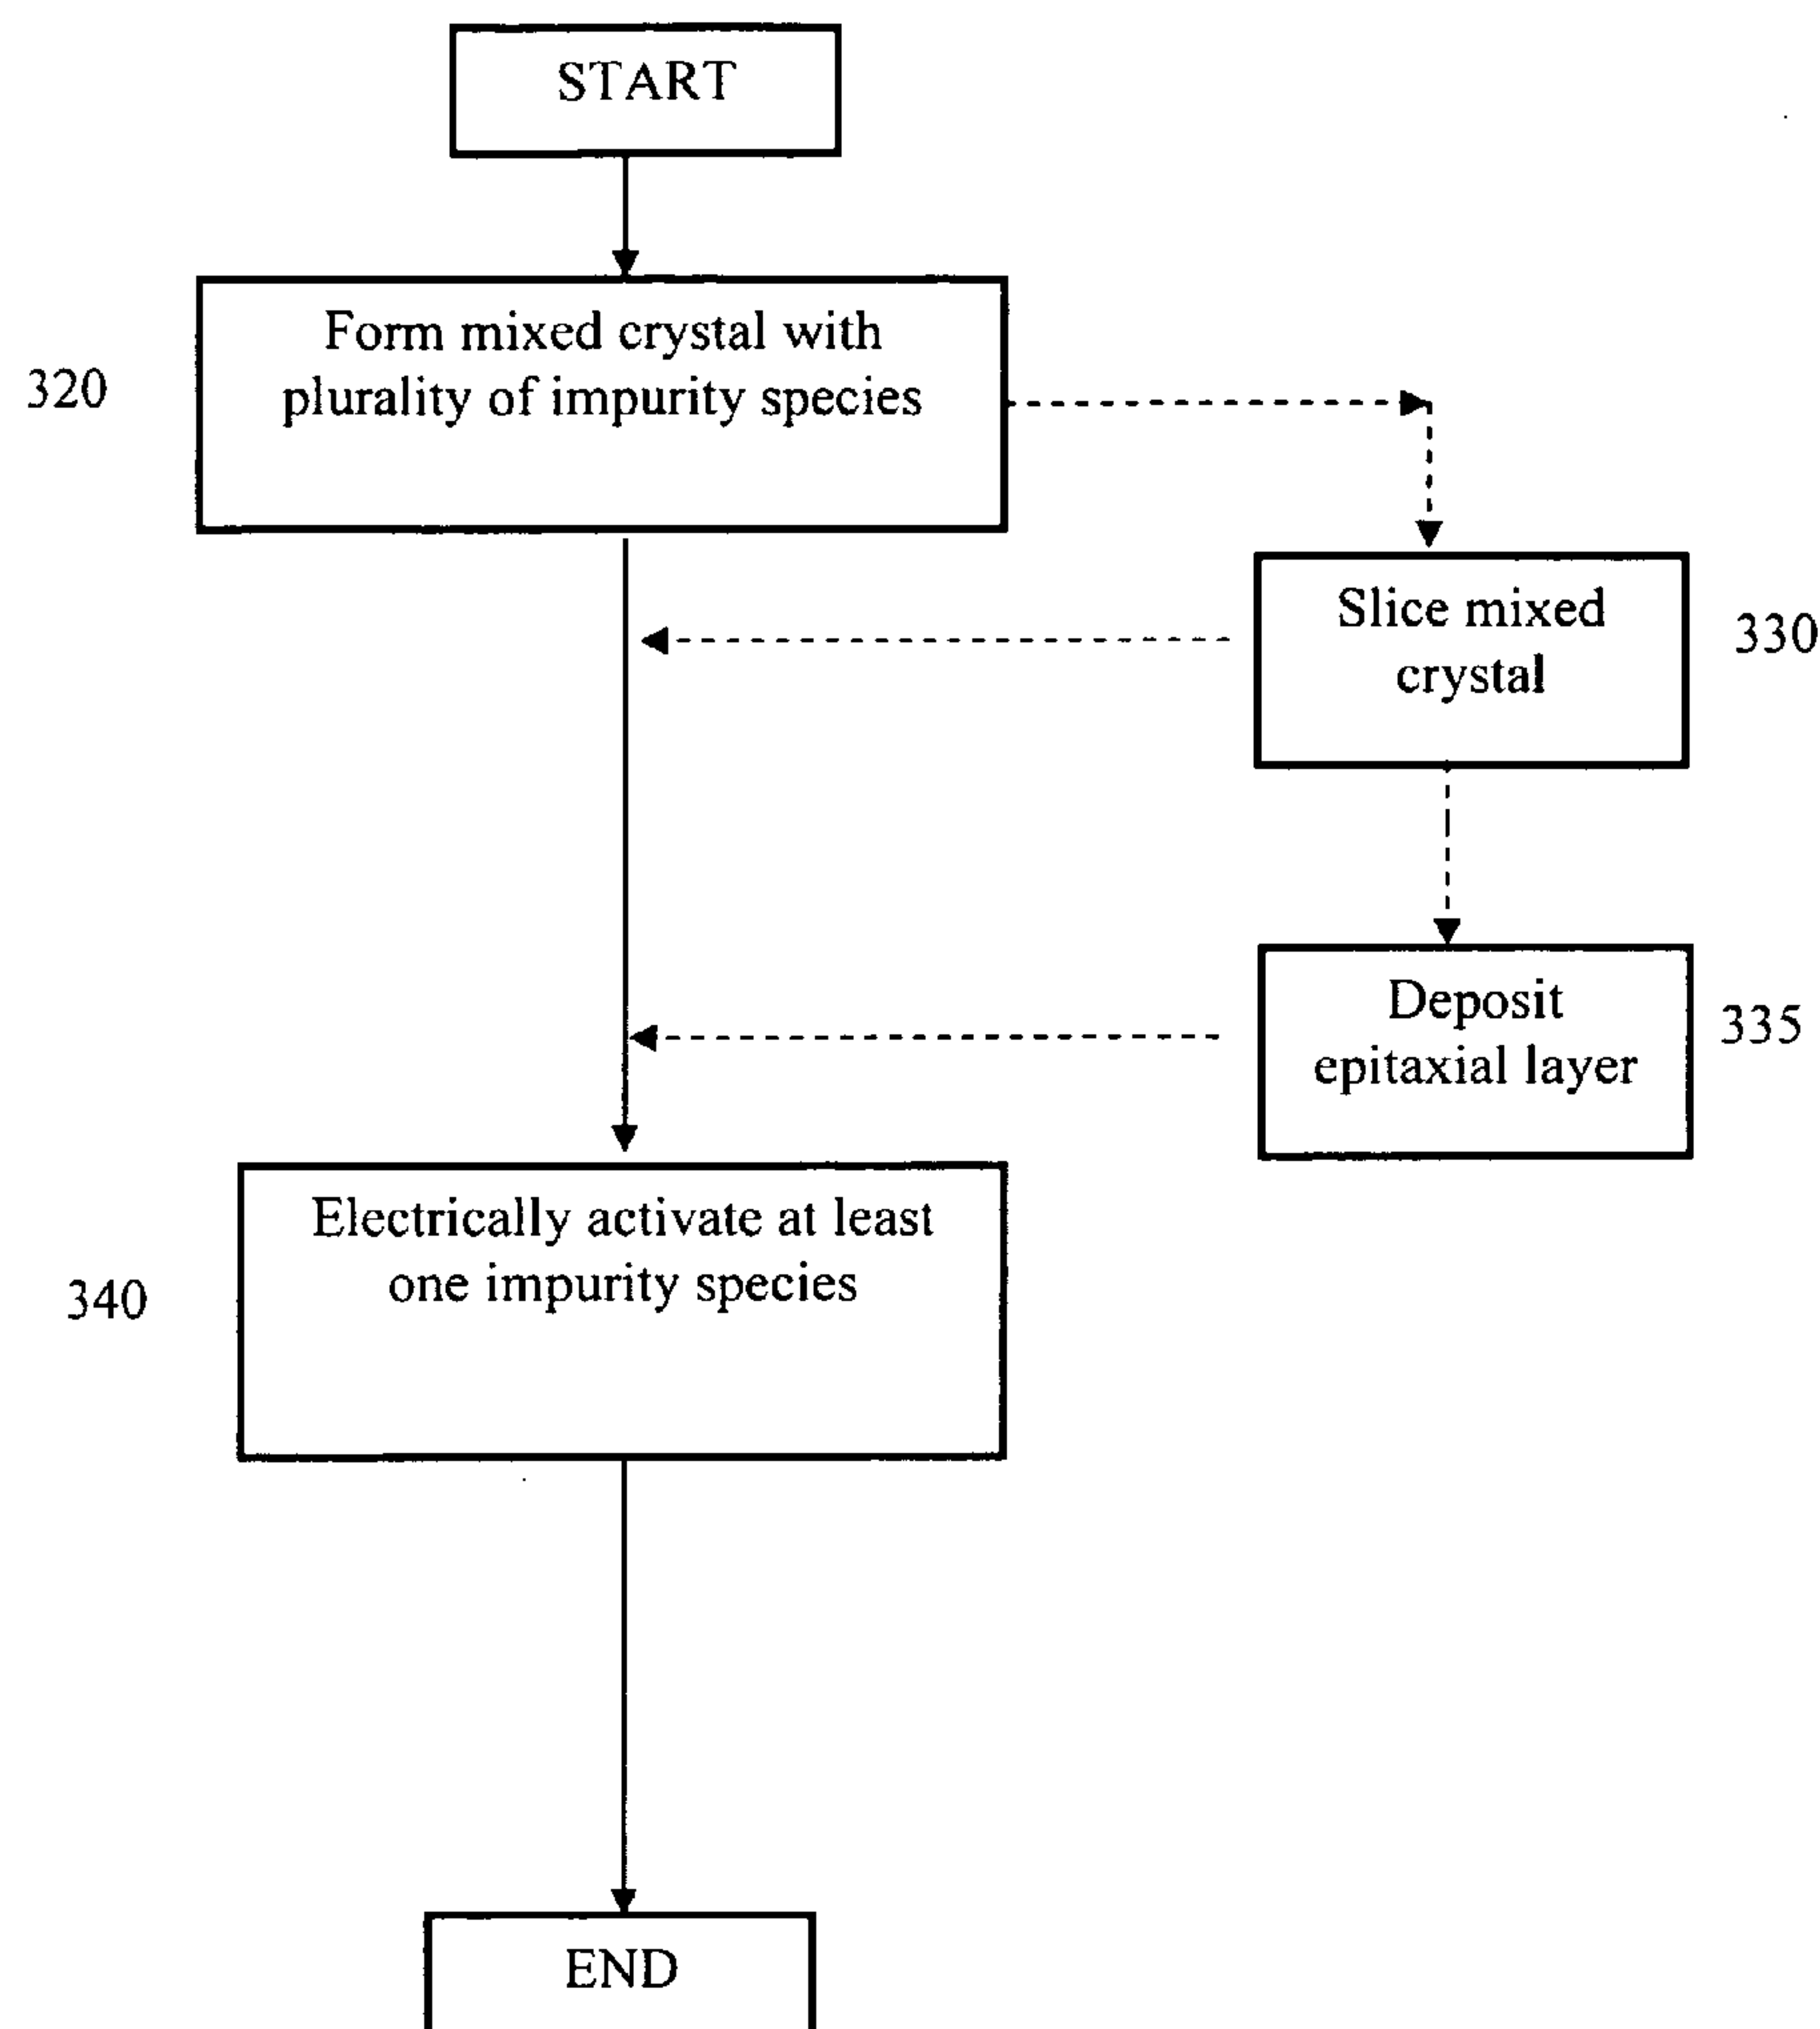 START
320
Form mixed crystal with
plurality of impurity species
Slice mixed
crystal
330
Deposit
epitaxial layer
335
340
Electrically activate at least
one impurity species
END